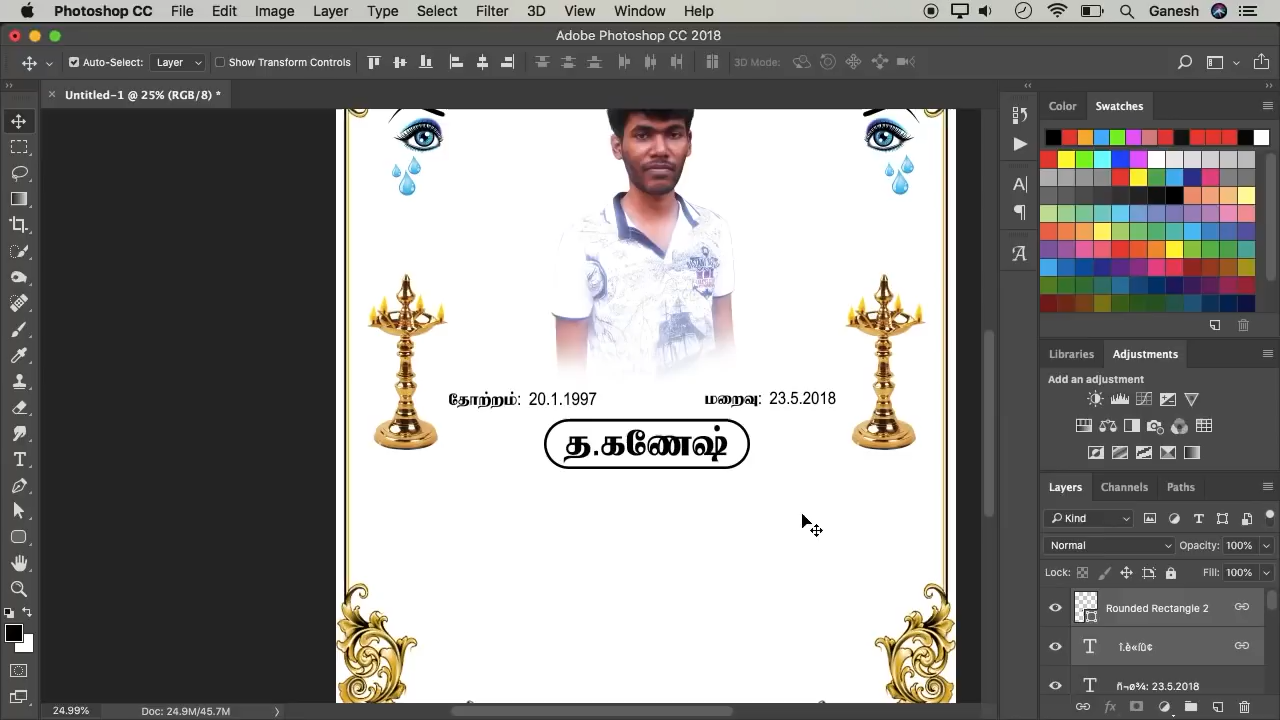 Photoshop CC File Edit Image Layer Type Select Filter 3D View Window Help Ganesh
Adobe Photoshop CC 2018
Auto-Select: Layer Show Transform Controls 3D Mode:
Untitled-1 @ 25% (RGB/8) *
Color Swatches
Libraries Adjustments
Add an adjustment
தோற்றம்: 20.1.1997 மறைவு: 23.5.2018
த.கணேஷ்
Layers Channels Paths
Kind
Normal Opacity: 100%
Lock: Fill: 100%
Rounded Rectangle 2
î.è«íû¢
ñ¬ø¾: 23.5.2018
24.99% Doc: 24.9M/45.7M